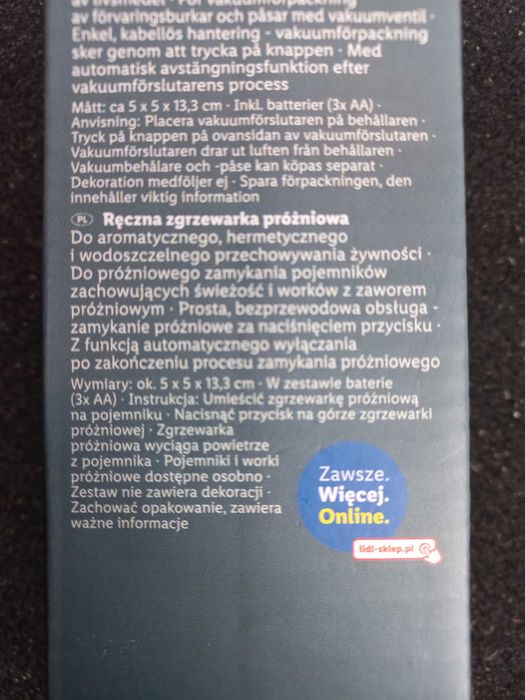 av livsmedel · För vakuumförpackning
av förvaringsburkar och påsar med vakuumventil ·
Enkel, kabellös hantering - vakuumförpackning
sker genom att trycka på knappen · Med
automatisk avstängningsfunktion efter
vakuumförslutarens process
Mått: ca 5 x 5 x 13,3 cm · Inkl. batterier (3x AA) ·
Anvisning: Placera vakuumförslutaren på behållaren ·
Tryck på knappen på ovansidan av vakuumförslutaren ·
Vakuumförslutaren drar ut luften från behållaren ·
Vakuumbehålare och -påse kan köpas separat ·
Dekoration medföljer ej · Spara förpackningen, den
innehåller viktig information
PL Ręczna zgrzewarka próżniowa
Do aromatycznego, hermetycznego
i wodoszczelnego przechowywania żywności ·
Do próżniowego zamykania pojemników
zachowujących świeżość i worków z zaworem
próżniowym · Prosta, bezprzewodowa obsługa -
zamykanie próżniowe za naciśnięciem przycisku ·
Z funkcją automatycznego wyłączania
po zakończeniu procesu zamykania próżniowego
Wymiary: ok. 5 x 5 x 13,3 cm · W zestawie baterie
(3x AA) · Instrukcja: Umieścić zgrzewarkę próżniową
na pojemniku · Nacisnąć przycisk na górze zgrzewarki
próżniowej · Zgrzewarka
próżniowa wyciąga powietrze
z pojemnika · Pojemniki i worki
próżniowe dostępne osobno ·
Zestaw nie zawiera dekoracji ·
Zachować opakowanie, zawiera
ważne informacje
Zawsze.
Więcej.
Online.
lidl-sklep.pl